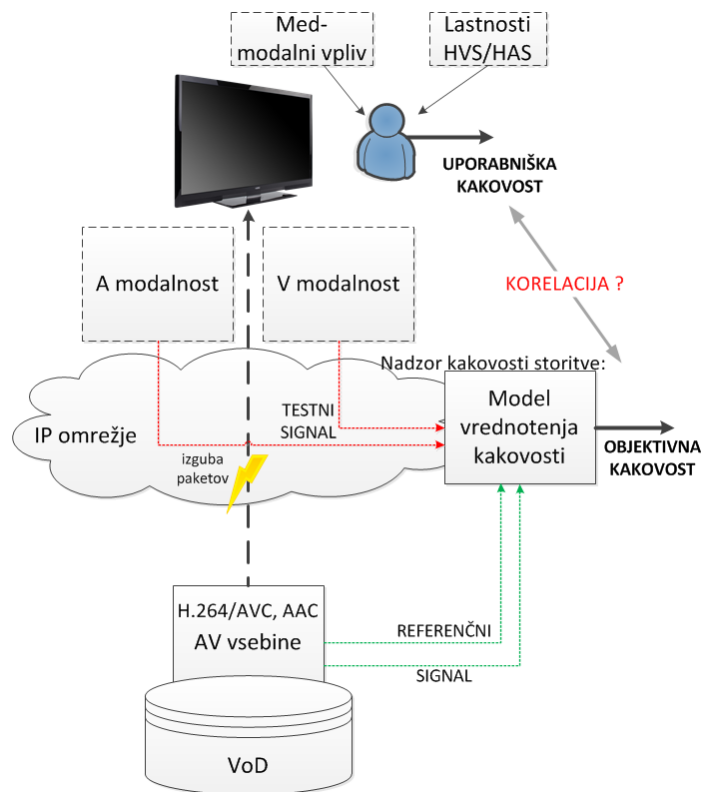 Med-
modalni vpliv
Lastnosti
HVS/HAS
UPORABNIŠKA
KAKOVOST
A modalnost
V modalnost
KORELACIJA ?
Nadzor kakovosti storitve:
Model
vrednotenja
kakovosti
TESTNI
SIGNAL
IP omrežje
izguba
paketov
OBJEKTIVNA
KAKOVOST
H.264/AVC, AAC
AV vsebine
REFERENČNI
SIGNAL
VoD